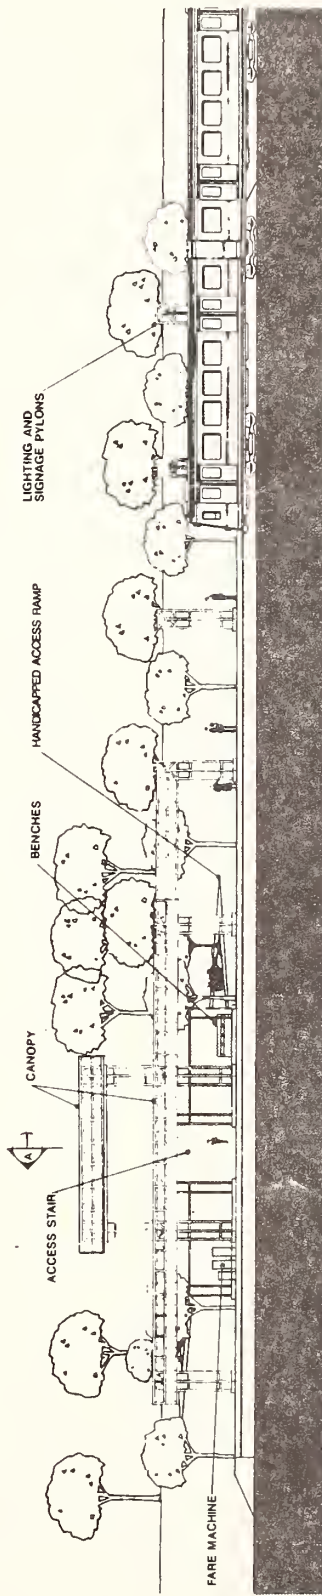 FARE MACHINE
ACCESS STAIR
A
CANOPY
BENCHES
HANDICAPPED ACCESS RAMP
LIGHTING AND
SIGNAGE PYLONS